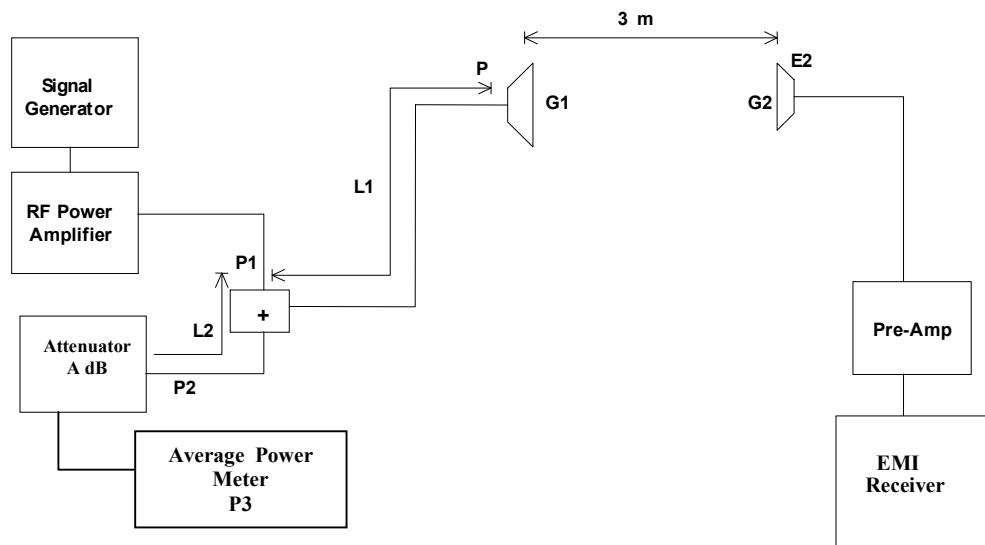 3 m
P
E2
Signal
Generator
G1
G2
L1
RF Power
Amplifier
P1
+
L2
Attenuator
A dB
Pre-Amp
P2
Average Power
Meter
P3
EMI
Receiver